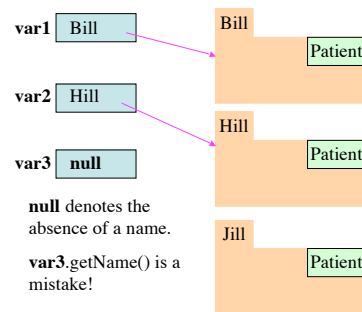 var1 Bill
var2 Hill
var3 null
null denotes the
absence of a name.
var3.getName() is a
mistake!
Bill
Patient
Hill
Patient
Jill
Patient